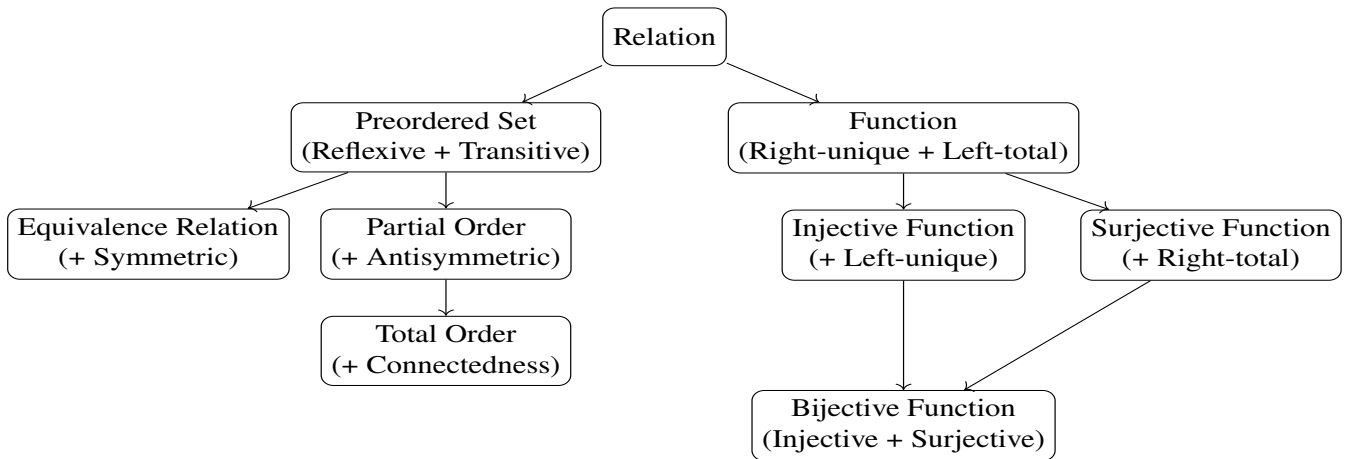 Relation
Preordered Set
(Reflexive + Transitive)
Function
(Right-unique + Left-total)
Equivalence Relation
(+ Symmetric)
Partial Order
(+ Antisymmetric)
Injective Function
(+ Left-unique)
Surjective Function
(+ Right-total)
Total Order
(+ Connectedness)
Bijective Function
(Injective + Surjective)